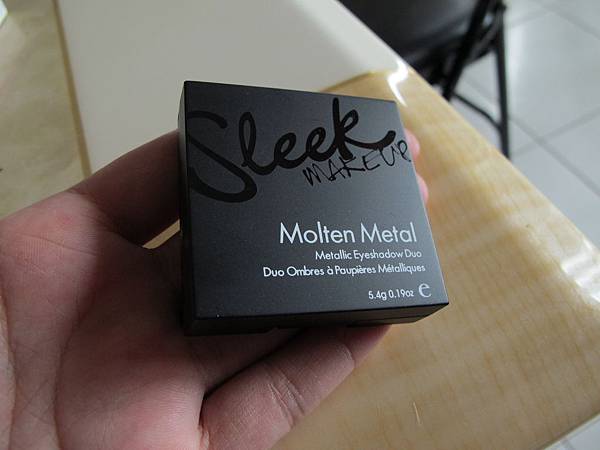 Sleek
MAKEUP
Molten Metal
Metallic Eyeshadow Duo
Duo Ombres à Paupières Métalliques
5.4g 0.19oz ℮